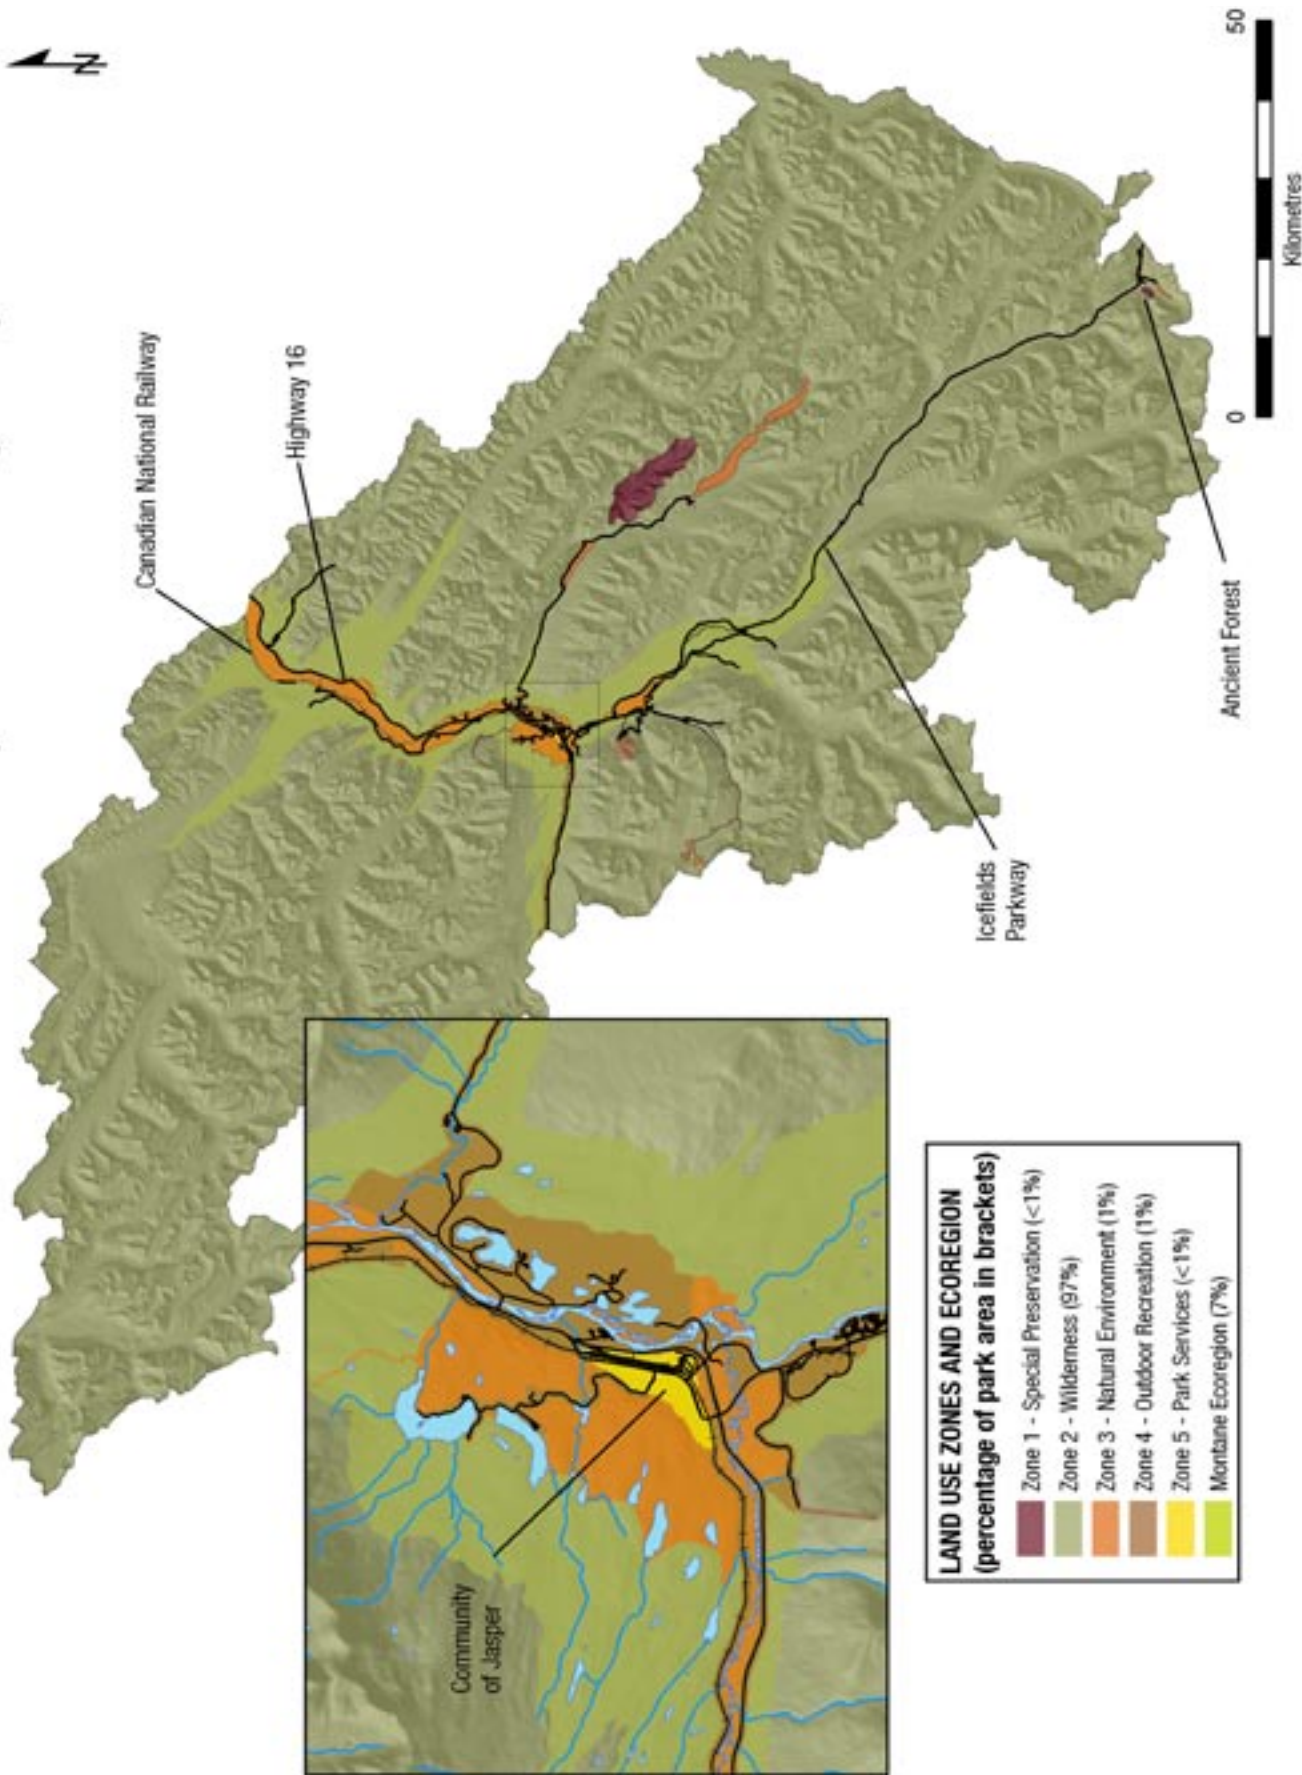 N
Canadian National Railway
Highway 16
Icefields
Parkway
Ancient Forest
0
50
Kilometres
Community
of Jasper
LAND USE ZONES AND ECOREGION
(percentage of park area in brackets)
Zone 1 - Special Preservation (<1%)
Zone 2 - Wilderness (97%)
Zone 3 - Natural Environment (1%)
Zone 4 - Outdoor Recreation (1%)
Zone 5 - Park Services (<1%)
Montane Ecoregion (7%)